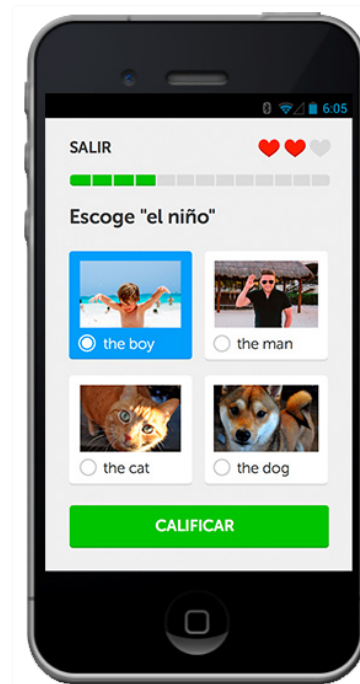 6:05
SALIR
Escoge "el niño"
the boy
the man
the cat
the dog
CALIFICAR